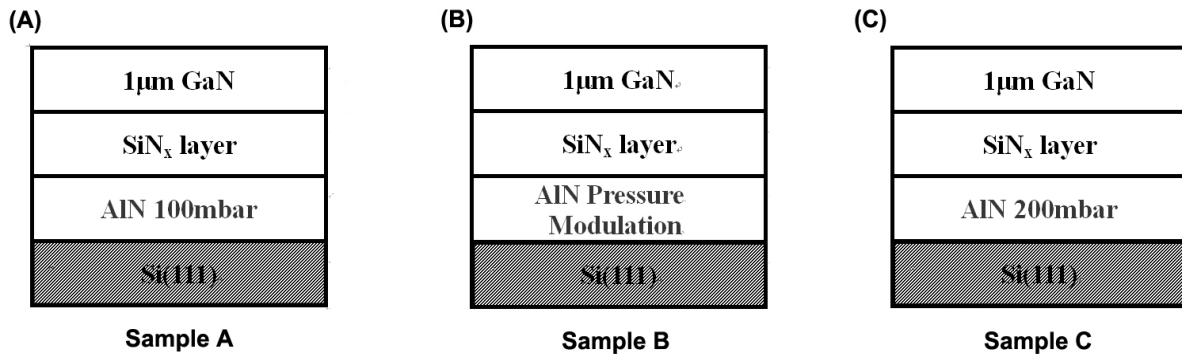 (A)
1μm GaN
SiNx layer
AlN 100mbar
Si(111)
Sample A
(B)
1μm GaN
SiNx layer
AlN Pressure
Modulation
Si(111)
Sample B
(C)
1μm GaN
SiNx layer
AlN 200mbar
Si(111)
Sample C